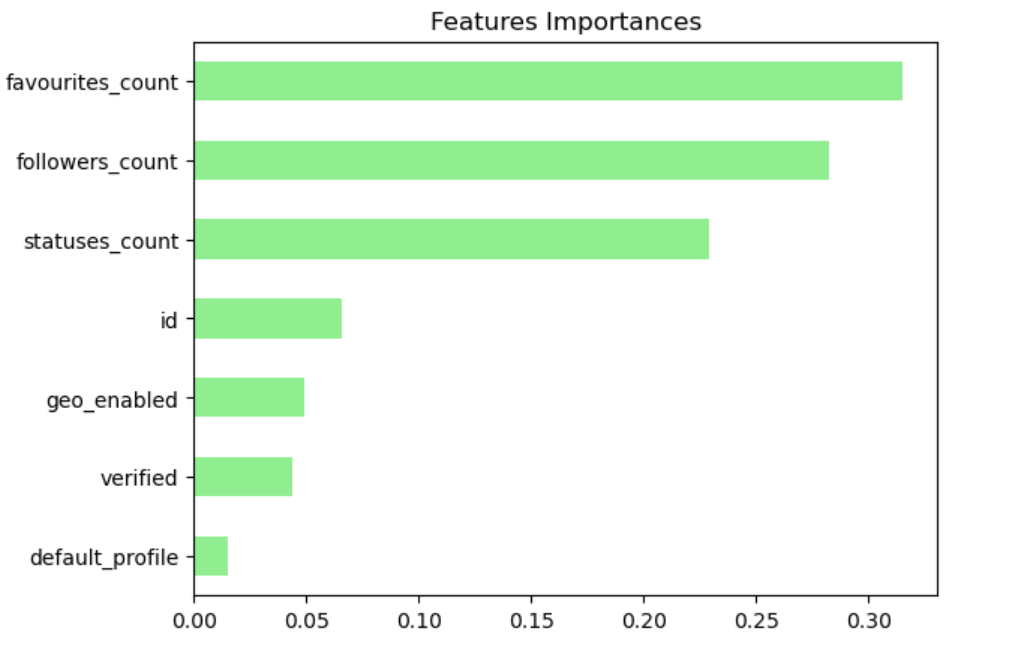 Features Importances
favourites_count
followers_count
statuses_count
id
geo_enabled
verified
default_profile
0.00 0.05 0.10 0.15 0.20 0.25 0.30